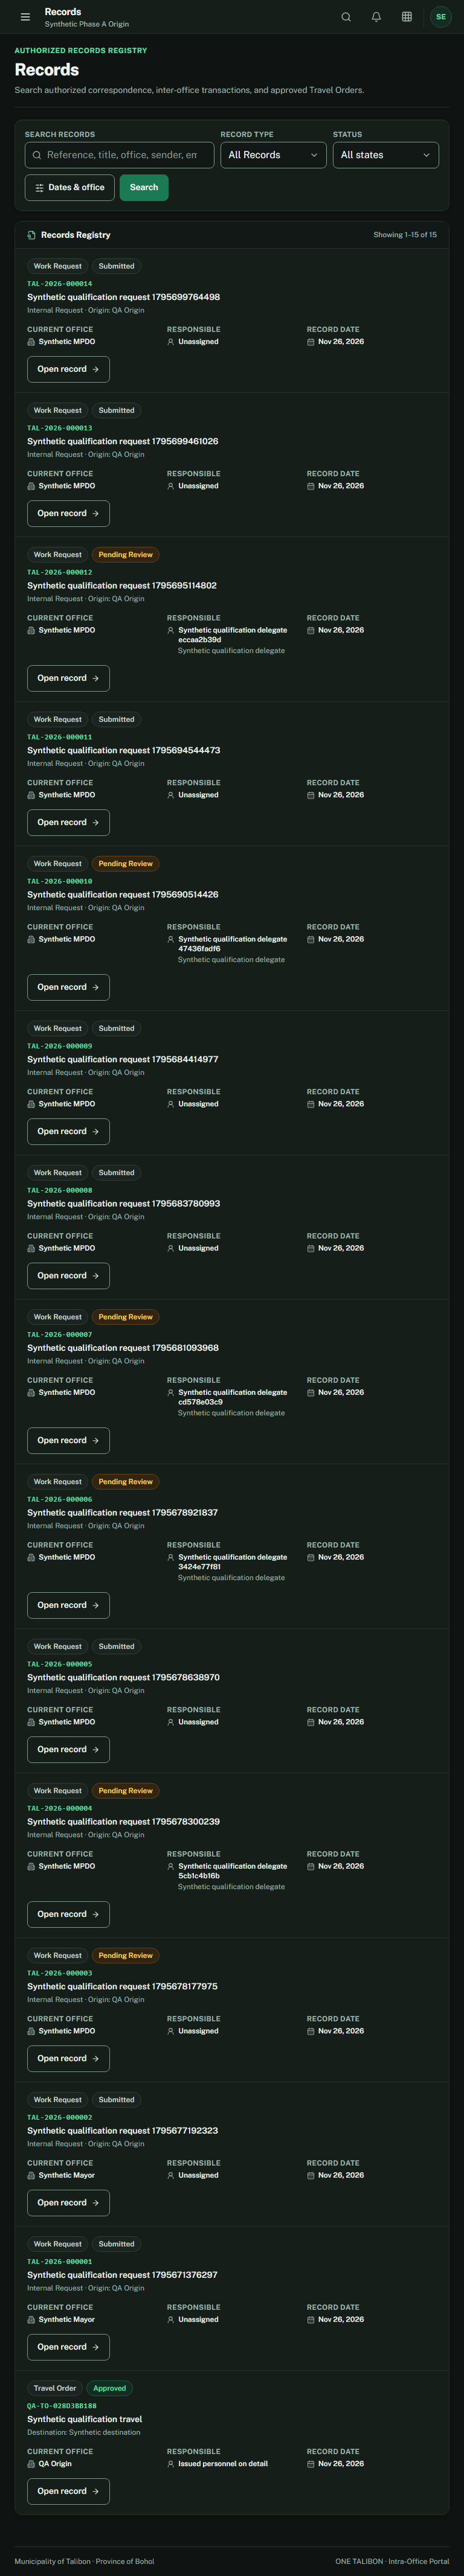 Records
Synthetic Phase A Origin
SE
AUTHORIZED RECORDS REGISTRY
Records
Search authorized correspondence, inter-office transactions, and approved Travel Orders.
SEARCH RECORDS RECORD TYPE STATUS
Reference, title, office, sender, em All Records All states
Dates & office Search
Records Registry Showing 1–15 of 15
Work Request Submitted
TAL-2026-000014
Synthetic qualification request 1795699764498
Internal Request · Origin: QA Origin
CURRENT OFFICE RESPONSIBLE RECORD DATE
Synthetic MPDO Unassigned Nov 26, 2026
Open record
Work Request Submitted
TAL-2026-000013
Synthetic qualification request 1795699461026
Internal Request · Origin: QA Origin
CURRENT OFFICE RESPONSIBLE RECORD DATE
Synthetic MPDO Unassigned Nov 26, 2026
Open record
Work Request Pending Review
TAL-2026-000012
Synthetic qualification request 1795695114802
Internal Request · Origin: QA Origin
CURRENT OFFICE RESPONSIBLE RECORD DATE
Synthetic MPDO Synthetic qualification delegate Nov 26, 2026
eccaa2b39d
Synthetic qualification delegate
Open record
Work Request Submitted
TAL-2026-000011
Synthetic qualification request 1795694544473
Internal Request · Origin: QA Origin
CURRENT OFFICE RESPONSIBLE RECORD DATE
Synthetic MPDO Unassigned Nov 26, 2026
Open record
Work Request Pending Review
TAL-2026-000010
Synthetic qualification request 1795690514426
Internal Request · Origin: QA Origin
CURRENT OFFICE RESPONSIBLE RECORD DATE
Synthetic MPDO Synthetic qualification delegate Nov 26, 2026
47436fadf6
Synthetic qualification delegate
Open record
Work Request Submitted
TAL-2026-000009
Synthetic qualification request 1795684414977
Internal Request · Origin: QA Origin
CURRENT OFFICE RESPONSIBLE RECORD DATE
Synthetic MPDO Unassigned Nov 26, 2026
Open record
Work Request Submitted
TAL-2026-000008
Synthetic qualification request 1795683780993
Internal Request · Origin: QA Origin
CURRENT OFFICE RESPONSIBLE RECORD DATE
Synthetic MPDO Unassigned Nov 26, 2026
Open record
Work Request Pending Review
TAL-2026-000007
Synthetic qualification request 1795681093968
Internal Request · Origin: QA Origin
CURRENT OFFICE RESPONSIBLE RECORD DATE
Synthetic MPDO Synthetic qualification delegate Nov 26, 2026
cd578e03c9
Synthetic qualification delegate
Open record
Work Request Pending Review
TAL-2026-000006
Synthetic qualification request 1795678921837
Internal Request · Origin: QA Origin
CURRENT OFFICE RESPONSIBLE RECORD DATE
Synthetic MPDO Synthetic qualification delegate Nov 26, 2026
3424e77f81
Synthetic qualification delegate
Open record
Work Request Submitted
TAL-2026-000005
Synthetic qualification request 1795678638970
Internal Request · Origin: QA Origin
CURRENT OFFICE RESPONSIBLE RECORD DATE
Synthetic MPDO Unassigned Nov 26, 2026
Open record
Work Request Pending Review
TAL-2026-000004
Synthetic qualification request 1795678300239
Internal Request · Origin: QA Origin
CURRENT OFFICE RESPONSIBLE RECORD DATE
Synthetic MPDO Synthetic qualification delegate Nov 26, 2026
5cb1c4b16b
Synthetic qualification delegate
Open record
Work Request Pending Review
TAL-2026-000003
Synthetic qualification request 1795678177975
Internal Request · Origin: QA Origin
CURRENT OFFICE RESPONSIBLE RECORD DATE
Synthetic MPDO Unassigned Nov 26, 2026
Open record
Work Request Submitted
TAL-2026-000002
Synthetic qualification request 1795677192323
Internal Request · Origin: QA Origin
CURRENT OFFICE RESPONSIBLE RECORD DATE
Synthetic Mayor Unassigned Nov 26, 2026
Open record
Work Request Submitted
TAL-2026-000001
Synthetic qualification request 1795671376297
Internal Request · Origin: QA Origin
CURRENT OFFICE RESPONSIBLE RECORD DATE
Synthetic Mayor Unassigned Nov 26, 2026
Open record
Travel Order Approved
QA-TO-028D3BB188
Synthetic qualification travel
Destination: Synthetic destination
CURRENT OFFICE RESPONSIBLE RECORD DATE
QA Origin Issued personnel on detail Nov 26, 2026
Open record
Municipality of Talibon · Province of Bohol ONE TALIBON · Intra-Office Portal